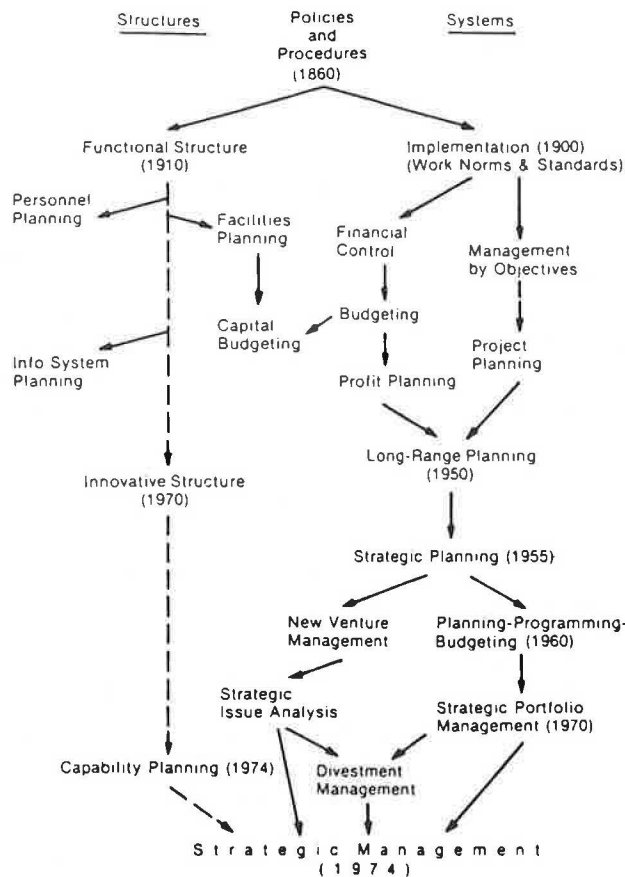 Structures
Policies
and
Procedures
(1860)
Systems
Functional Structure
(1910)
Implementation (1900)
(Work Norms & Standards)
Personnel
Planning
Facilities
Planning
Financial
Control
Management
by Objectives
Capital
Budgeting
Budgeting
Info System
Planning
Project
Planning
Profit Planning
Long-Range Planning
(1950)
Innovative Structure
(1970)
Strategic Planning (1955)
New Venture
Management
Planning-Programming-
Budgeting (1960)
Strategic
Issue Analysis
Strategic Portfolio
Management (1970)
Capability Planning (1974)
Divestment
Management
Strategic Management
(1974)